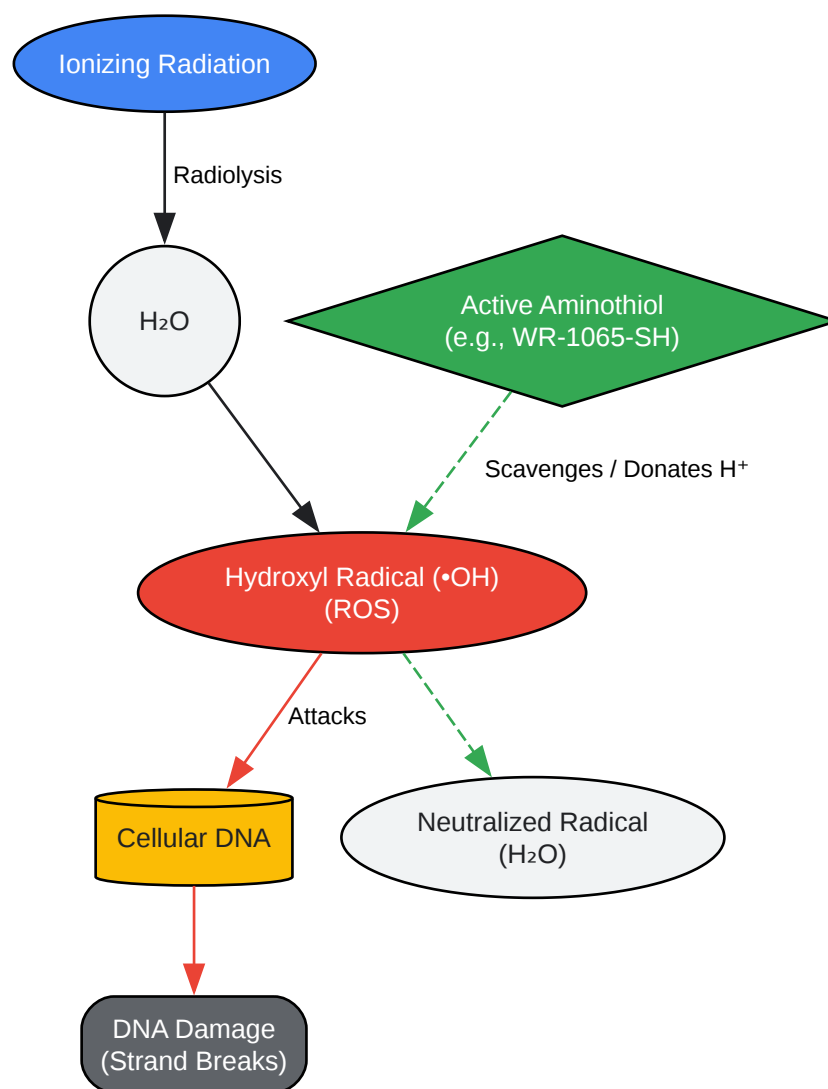 Ionizing Radiation
Radiolysis
H₂O
Active Aminothiol
(e.g., WR-1065-SH)
Scavenges / Donates H⁺
Hydroxyl Radical (•OH)
(ROS)
Attacks
Cellular DNA
Neutralized Radical
(H₂O)
DNA Damage
(Strand Breaks)